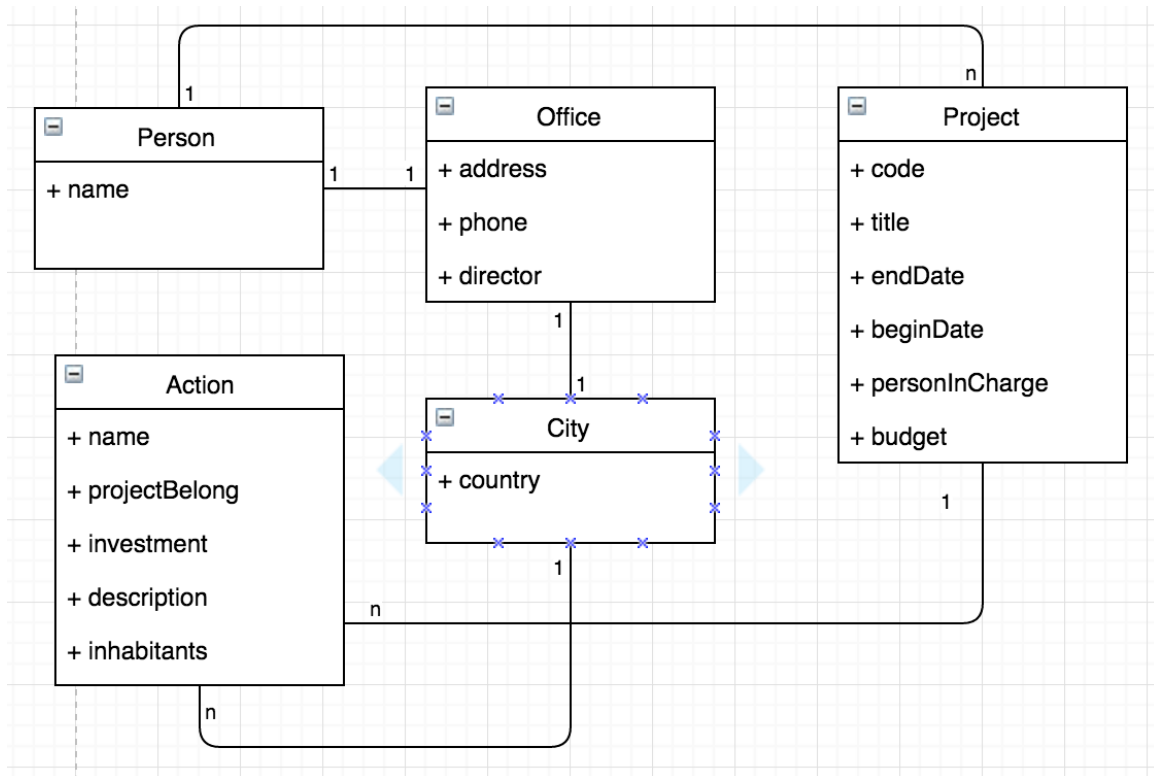 n
1
Person
+ name
Office
+ address
+ phone
+ director
Project
+ code
+ title
+ endDate
+ beginDate
+ personInCharge
+ budget
1
1
1
1
Action
+ name
+ projectBelong
+ investment
+ description
+ inhabitants
City
+ country
1
1
n
n